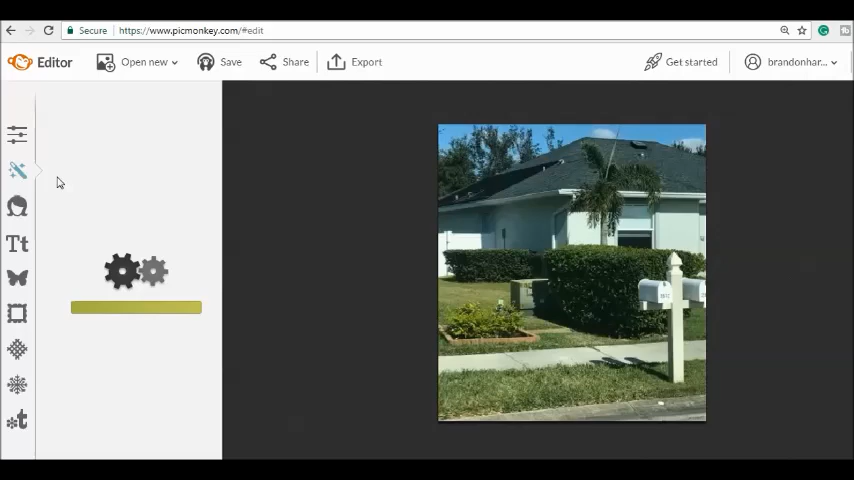 Secure https://www.picmonkey.com/#edit
Editor Open new Save Share Export Get started brandonhar...
Tt
t